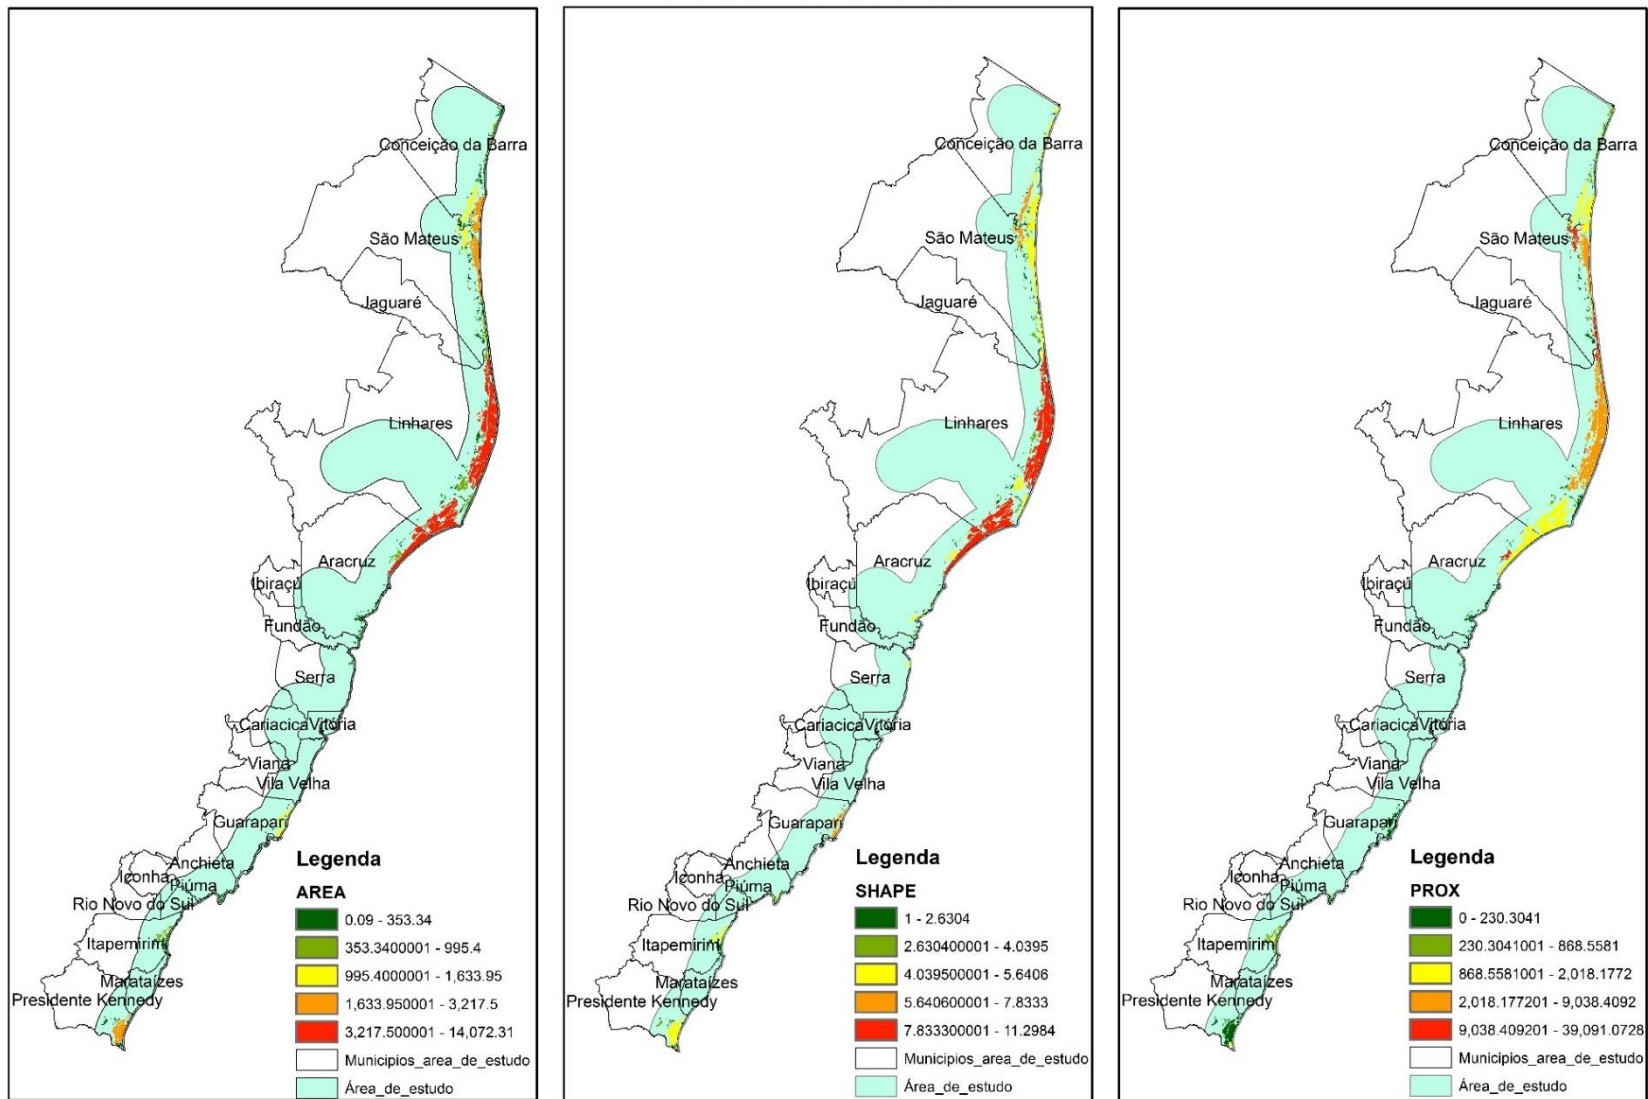 Conceição da Barra
São Mateus
Jaguaré
Linhares
Aracruz
Ibiraçú
Fundão
Serra
Cariacica
Vitória
Viana
Vila Velha
Guarapari
Anchieta
Iconha
Piúma
Rio Novo do Sul
Itapemirim
Marataízes
Presidente Kennedy
Legenda
AREA
0.09 - 353.34
353.3400001 - 995.4
995.4000001 - 1,633.95
1,633.950001 - 3,217.5
3,217.500001 - 14,072.31
Municipios_area_de_estudo
Área_de_estudo
Conceição da Barra
São Mateus
Jaguaré
Linhares
Aracruz
Ibiraçú
Fundão
Serra
Cariacica
Vitória
Viana
Vila Velha
Guarapari
Anchieta
Iconha
Piúma
Rio Novo do Sul
Itapemirim
Marataízes
Presidente Kennedy
Legenda
SHAPE
1 - 2.6304
2.630400001 - 4.0395
4.039500001 - 5.6406
5.640600001 - 7.8333
7.833300001 - 11.2984
Municipios_area_de_estudo
Área_de_estudo
Conceição da Barra
São Mateus
Jaguaré
Linhares
Aracruz
Ibiraçú
Fundão
Serra
Cariacica
Vitória
Viana
Vila Velha
Guarapari
Anchieta
Iconha
Piúma
Rio Novo do Sul
Itapemirim
Marataízes
Presidente Kennedy
Legenda
PROX
0 - 230.3041
230.3041001 - 868.5581
868.5581001 - 2,018.1772
2,018.177201 - 9,038.4092
9,038.409201 - 39,091.0728
Municipios_area_de_estudo
Área_de_estudo